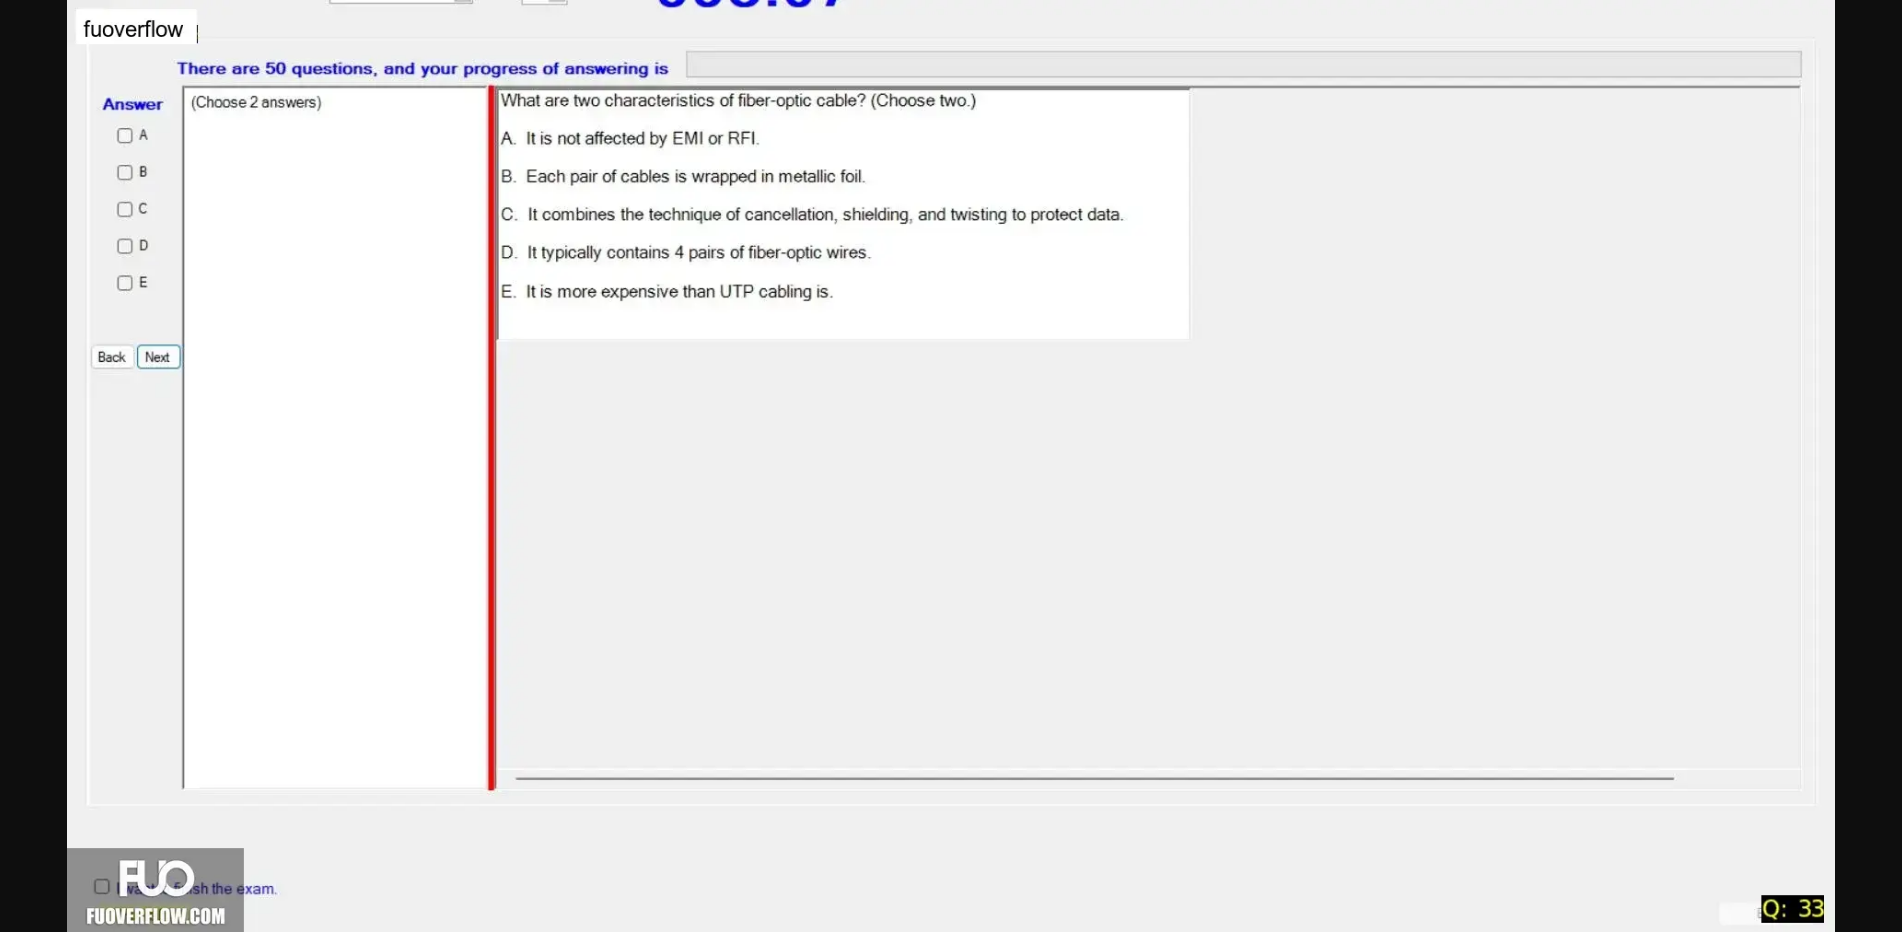 fuoverflow
There are 50 questions, and your progress of answering is
Answer
A
B
C
D
E
Back Next
(Choose 2 answers)
What are two characteristics of fiber-optic cable? (Choose two.)
A. It is not affected by EMI or RFI.
B. Each pair of cables is wrapped in metallic foil.
C. It combines the technique of cancellation, shielding, and twisting to protect data.
D. It typically contains 4 pairs of fiber-optic wires.
E. It is more expensive than UTP cabling is.
the exam.
FUO
FUOVERFLOW.COM
Q: 33